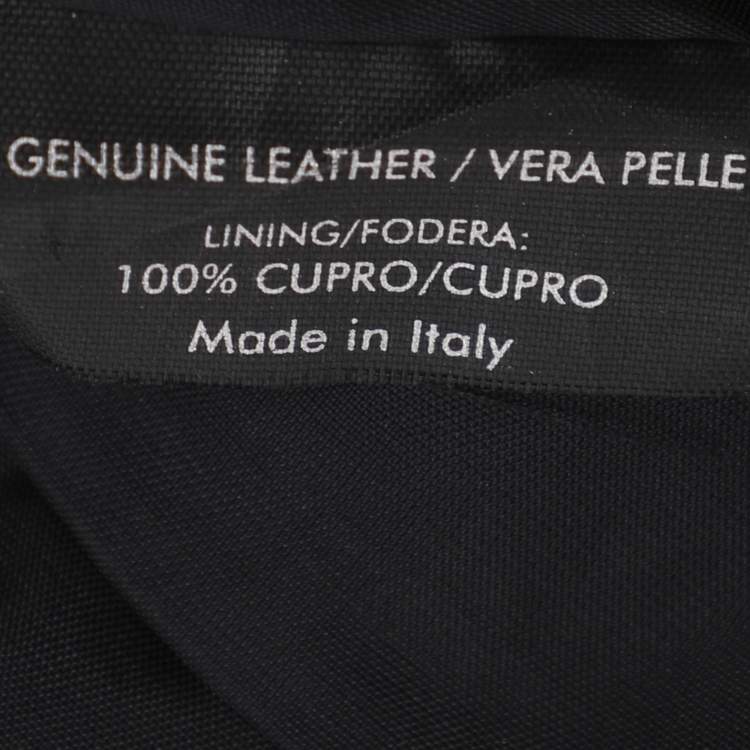 GENUINE LEATHER / VERA PELLE
LINING/FODERA:
100% CUPRO/CUPRO
Made in Italy